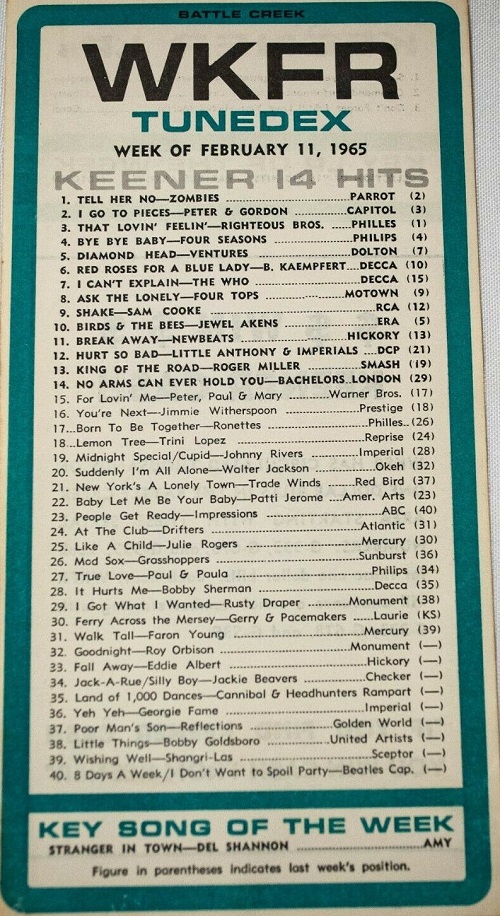 BATTLE CREEK
WKFR
TUNEDEX
WEEK OF FEBRUARY 11, 1965
KEENER 14 HITS
1. TELL HER NO—ZOMBIES ........ PARROT (2)
2. I GO TO PIECES—PETER & GORDON ........ CAPITOL (3)
3. THAT LOVIN' FEELIN'—RIGHTEOUS BROS. ...... PHILLES (1)
4. BYE BYE BABY—FOUR SEASONS ........ PHILIPS (4)
5. DIAMOND HEAD—VENTURES ........ DOLTON (7)
6. RED ROSES FOR A BLUE LADY—B. KAEMPFERT....DECCA (10)
7. I CAN'T EXPLAIN—THE WHO ........ DECCA (15)
8. ASK THE LONELY—FOUR TOPS ........ MOTOWN (9)
9. SHAKE—SAM COOKE ........ RCA (12)
10. BIRDS & THE BEES—JEWEL AKENS ........ ERA (5)
11. BREAK AWAY—NEWBEATS ........ HICKORY (13)
12. HURT SO BAD—LITTLE ANTHONY & IMPERIALS ....DCP (21)
13. KING OF THE ROAD—ROGER MILLER ........ SMASH (19)
14. NO ARMS CAN EVER HOLD YOU—BACHELORS..LONDON (29)
15. For Lovin' Me—Peter, Paul & Mary ........ Warner Bros. (17)
16. You're Next—Jimmie Witherspoon ........ Prestige (18)
17...Born To Be Together—Ronettes ........ Philles..(26)
18...Lemon Tree—Trini Lopez ........ Reprise (24)
19. Midnight Special/Cupid—Johnny Rivers ........ Imperial (28)
20. Suddenly I'm All Alone—Walter Jackson ........ Okeh (32)
21. New York's A Lonely Town—Trade Winds ...... Red Bird (37)
22. Baby Let Me Be Your Baby—Patti Jerome ....Amer. Arts (23)
23. People Get Ready—Impressions ........ ABC (40)
24. At The Club—Drifters ........ Atlantic (31)
25. Like A Child—Julie Rogers ........ Mercury (30)
26. Mod Sox—Grasshoppers ........ Sunburst (36)
27. True Love—Paul & Paula ........ Philips (34)
28. It Hurts Me—Bobby Sherman ........ Decca (35)
29. I Got What I Wanted—Rusty Draper ........ Monument (38)
30. Ferry Across the Mersey—Gerry & Pacemakers ......Laurie (KS)
31. Walk Tall—Faron Young ........ Mercury (39)
32. Goodnight—Roy Orbison ........ Monument (—)
33. Fall Away—Eddie Albert ........ Hickory (—)
34. Jack-A-Rue/Silly Boy—Jackie Beavers ........ Checker (—)
35. Land of 1,000 Dances—Cannibal & Headhunters Rampart (—)
36. Yeh Yeh—Georgie Fame ........ Imperial (—)
37. Poor Man's Son—Reflections ........ Golden World (—)
38. Little Things—Bobby Goldsboro ........ United Artists (—)
39. Wishing Well—Shangri-Las ........ Sceptor (—)
40. 8 Days A Week/I Don't Want to Spoil Party—Beatles Cap. (—)
KEY SONG OF THE WEEK
STRANGER IN TOWN—DEL SHANNON ........ AMY
Figure in parentheses indicates last week's position.